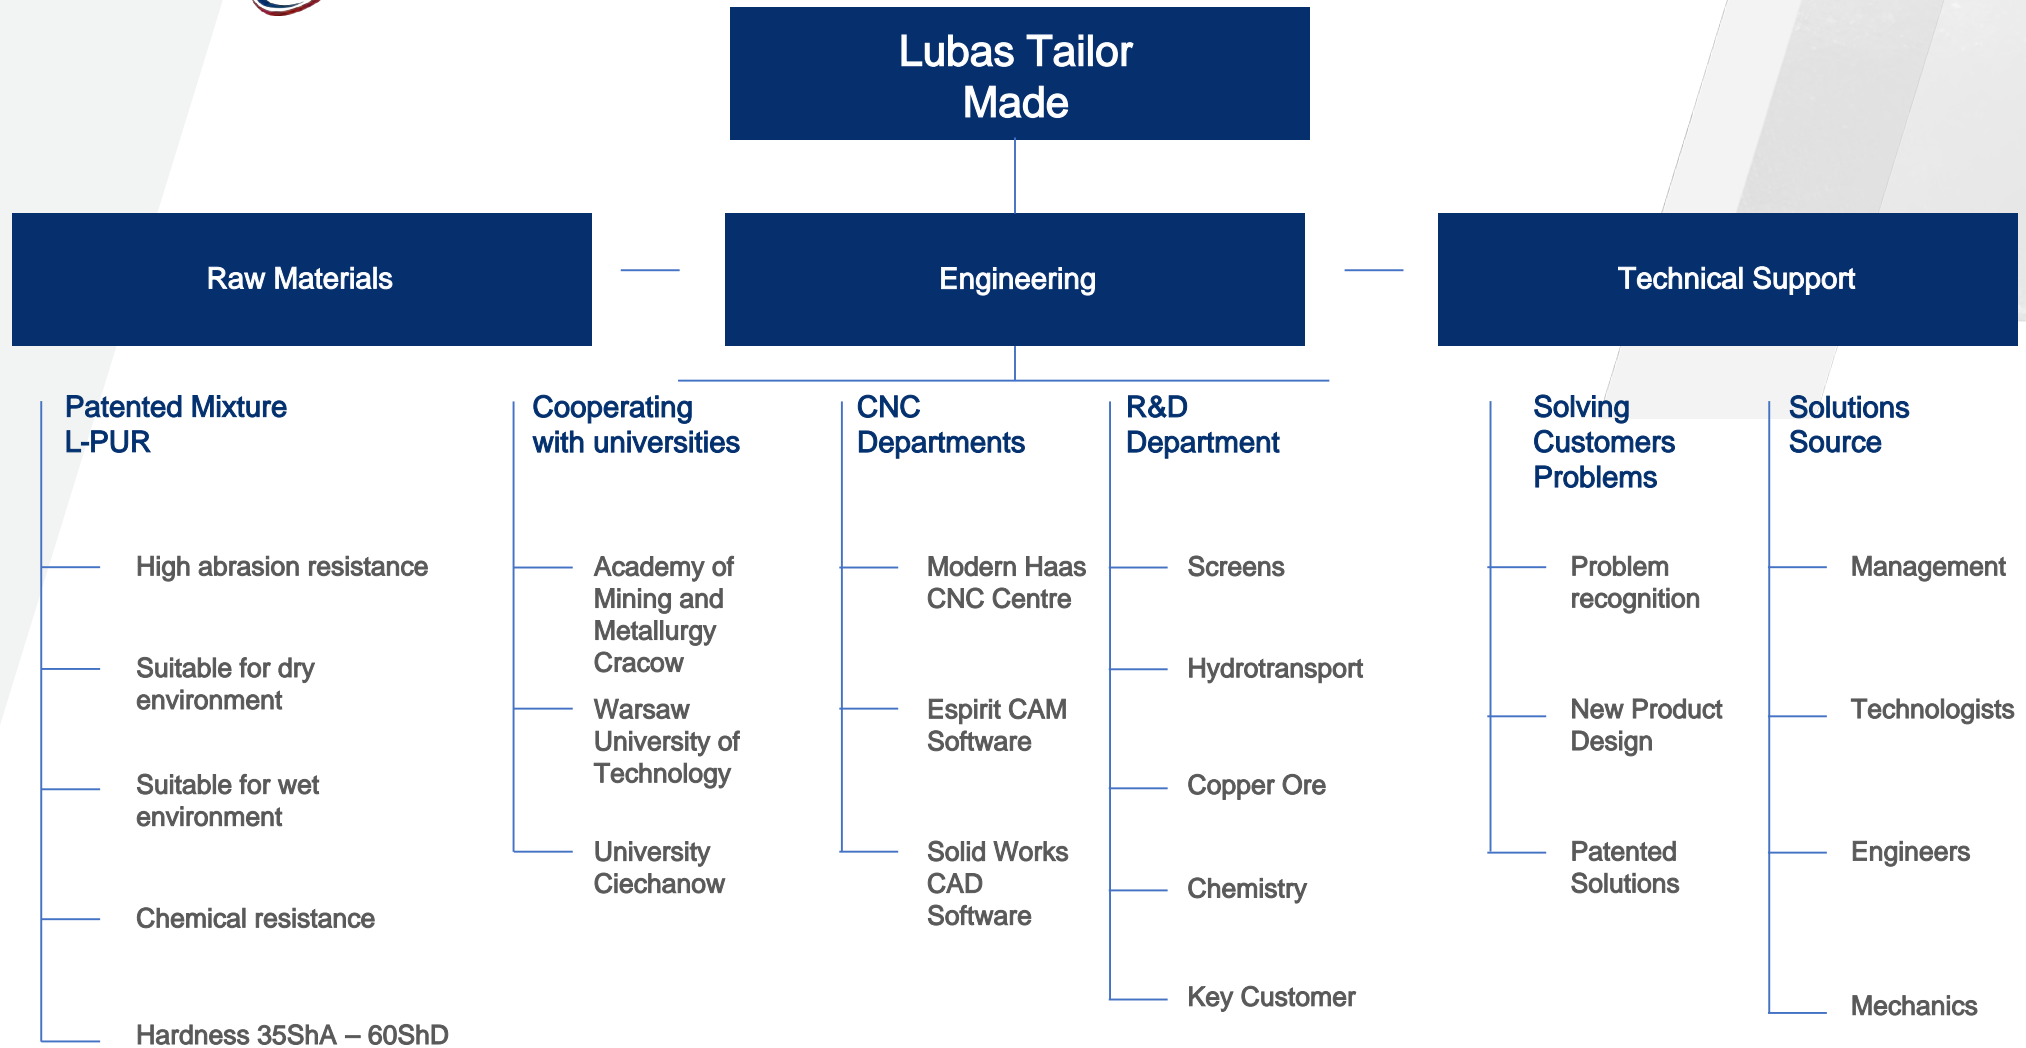 Lubas Tailor
Made
Raw Materials
Engineering
Technical Support
Patented Mixture
L-PUR
High abrasion resistance
Suitable for dry
environment
Suitable for wet
environment
Chemical resistance
Hardness 35ShA – 60ShD
Cooperating
with universities
Academy of
Mining and
Metallurgy
Cracow
Warsaw
University of
Technology
University
Ciechanow
CNC
Departments
Modern Haas
CNC Centre
Espirit CAM
Software
Solid Works
CAD
Software
R&D
Department
Screens
Hydrotransport
Copper Ore
Chemistry
Key Customer
Solving
Customers
Problems
Problem
recognition
New Product
Design
Patented
Solutions
Solutions
Source
Management
Technologists
Engineers
Mechanics